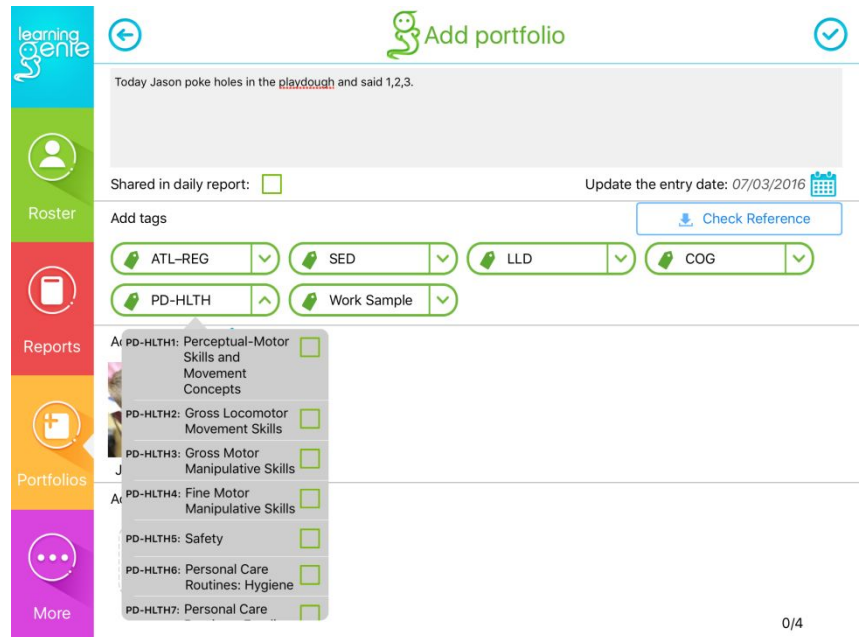 learning
genie
Add portfolio
Today Jason poke holes in the playdough and said 1,2,3.
Shared in daily report:
Update the entry date: 07/03/2016
Roster
Add tags
Check Reference
ATL–REG
SED
LLD
COG
PD-HLTH
Work Sample
Reports
PD-HLTH1: Perceptual-Motor
Skills and
Movement
Concepts
PD-HLTH2: Gross Locomotor
Movement Skills
PD-HLTH3: Gross Motor
Manipulative Skills
Portfolios
PD-HLTH4: Fine Motor
Manipulative Skills
PD-HLTH5: Safety
PD-HLTH6: Personal Care
Routines: Hygiene
PD-HLTH7: Personal Care
More
0/4